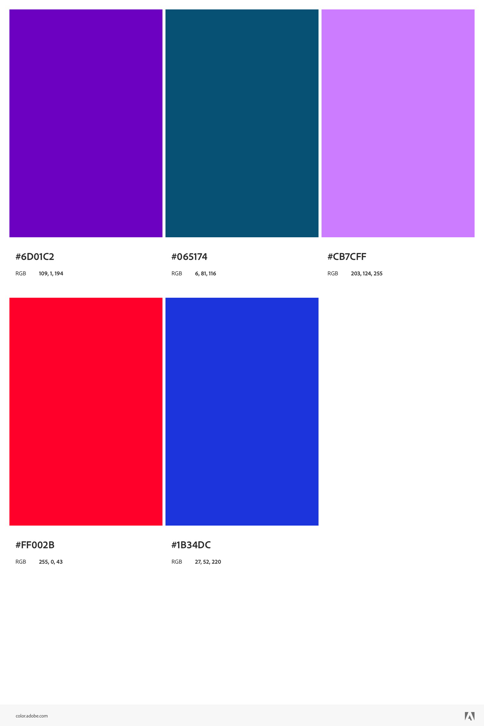 #6D01C2 #065174 #CB7CFF
RGB 109, 1, 194 RGB 6, 81, 116 RGB 203, 124, 255
#FF002B #1B34DC
RGB 255, 0, 43 RGB 27, 52, 220
color.adobe.com